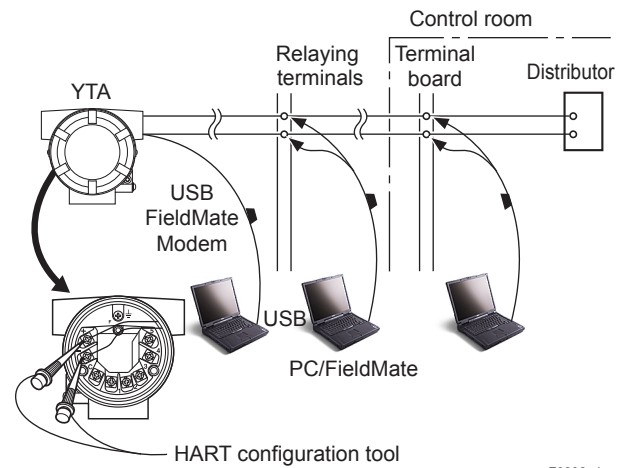 Control room
Relaying
terminals
Terminal
board
Distributor
YTA
USB
FieldMate
Modem
USB
PC/FieldMate
HART configuration tool